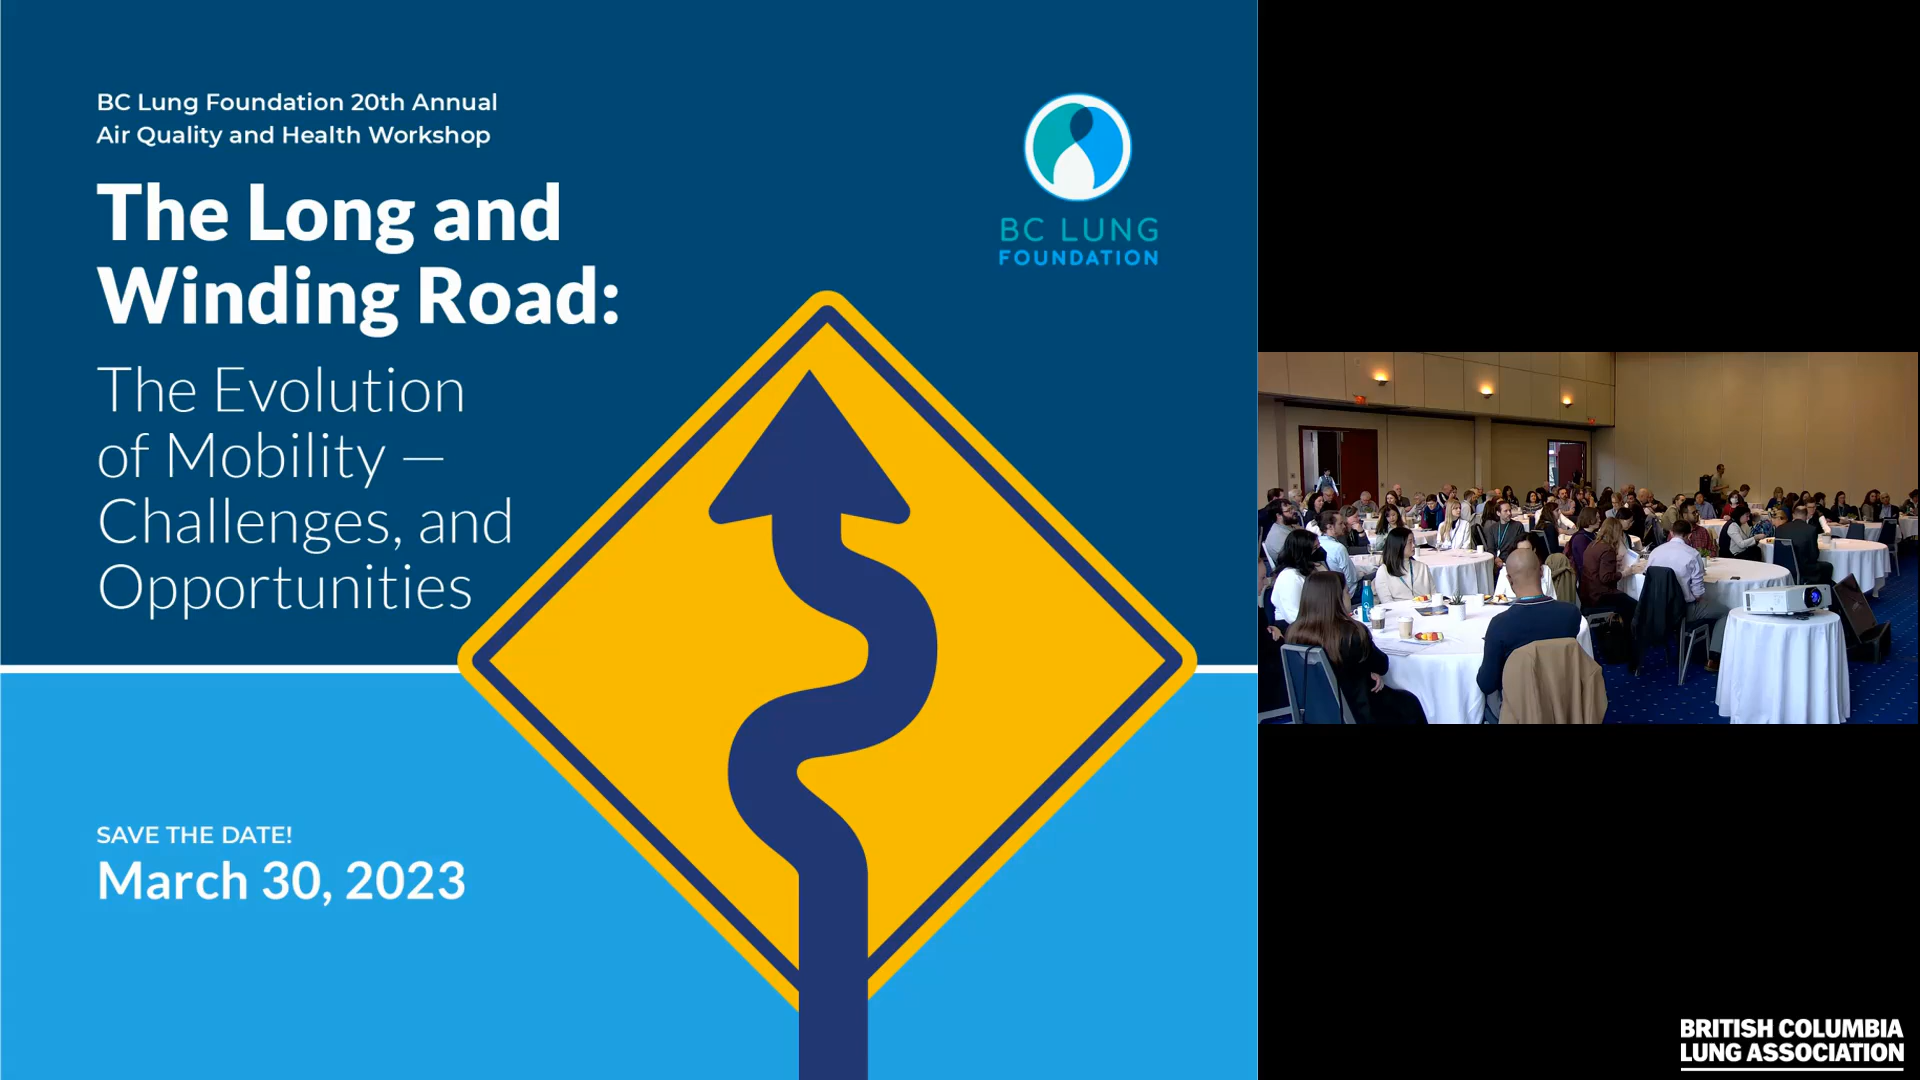 BC Lung Foundation 20th Annual
Air Quality and Health Workshop
The Long and
Winding Road:
The Evolution
of Mobility —
Challenges, and
Opportunities
SAVE THE DATE!
March 30, 2023
BC LUNG
FOUNDATION
BRITISH COLUMBIA
LUNG ASSOCIATION